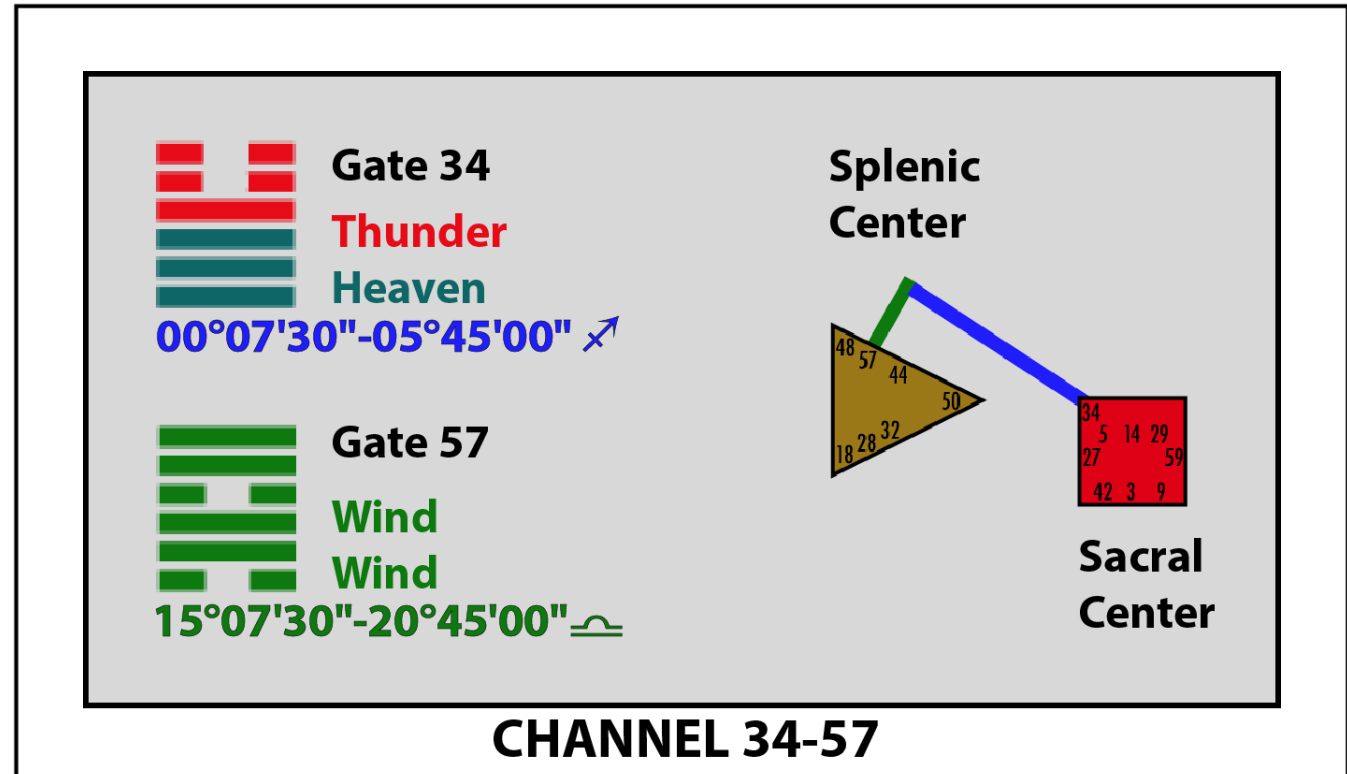 Gate 34
Thunder
Heaven
00°07'30"-05°45'00" ♐
Gate 57
Wind
Wind
15°07'30"-20°45'00" ♎
Splenic
Center
48
57
44
50
32
28
18
34
5 14 29
27 59
42 3 9
Sacral
Center
CHANNEL 34-57